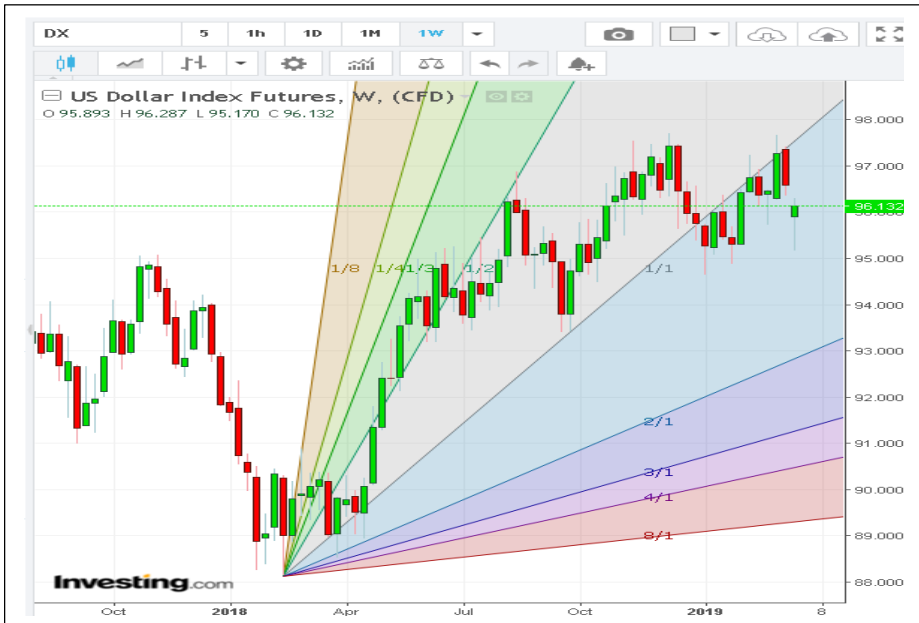 DX 5 1h 1D 1M 1W
US Dollar Index Futures, W, (CFD)
O 95.893 H 96.287 L 95.170 C 96.132
98.000
97.000
96.132
96.000
95.000
1/8 1/4 1/3 1/2 1/1
94.000
93.000
92.000
2/1
91.000
3/1
90.000
4/1
89.000
8/1
88.000
Investing.com
Oct 2018 Apr Jul Oct 2019 8